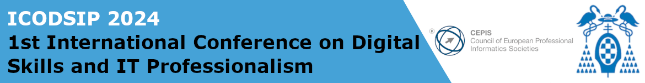 ICODSIP 2024
1st International Conference on Digital
Skills and IT Professionalism
CEPIS
Council of European Professional
Informatics Societies